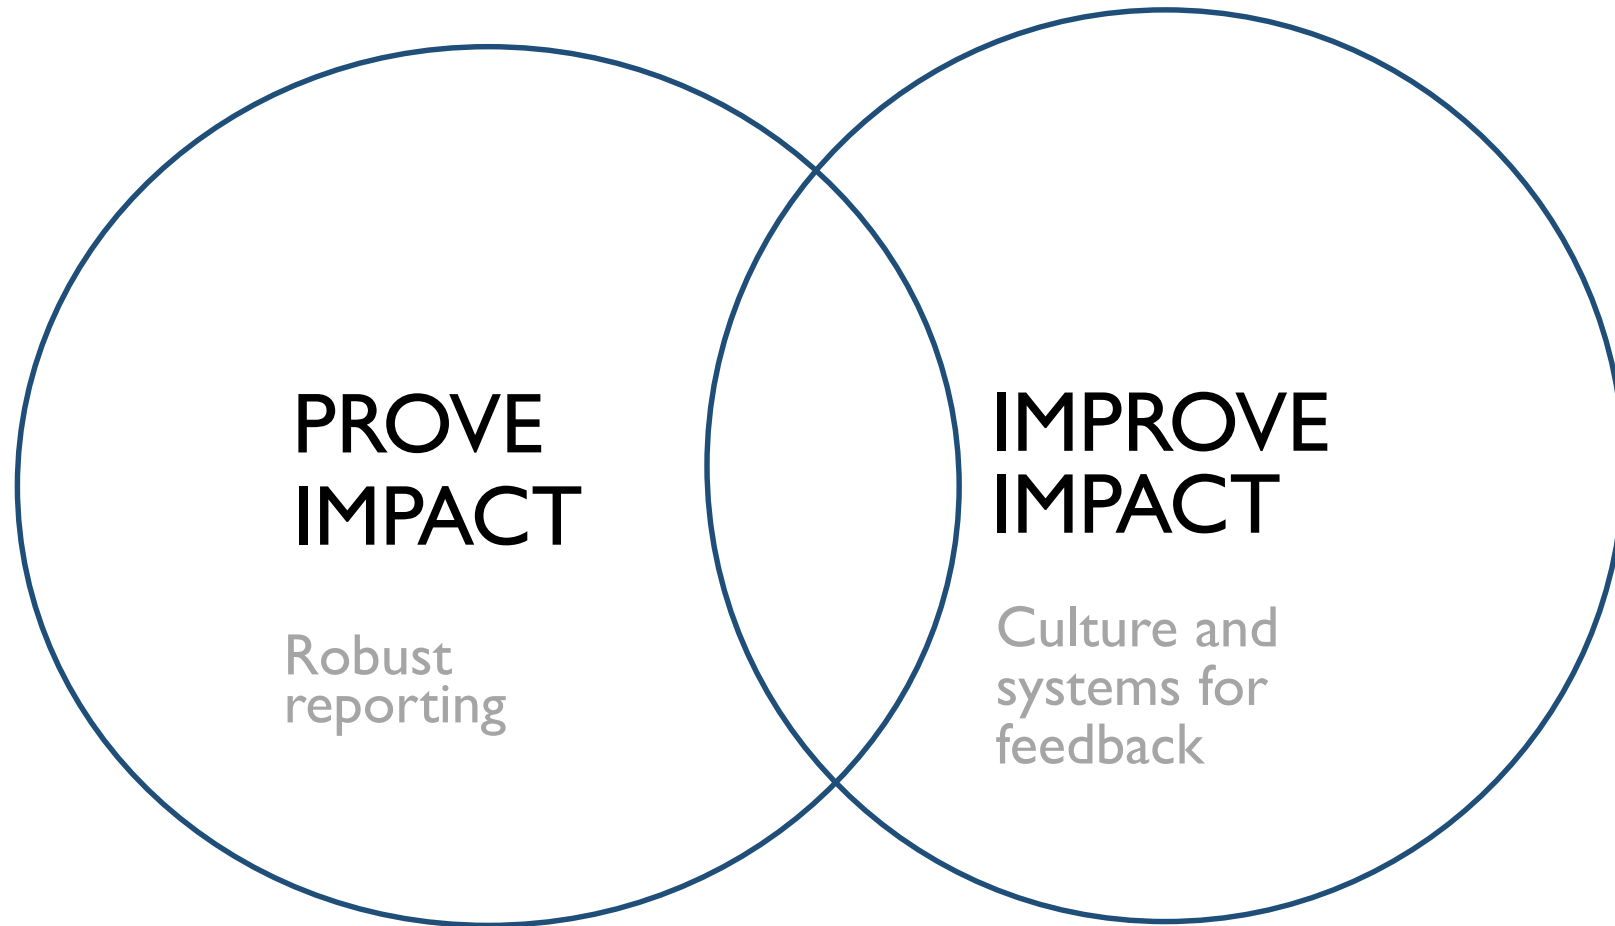 PROVE
IMPACT
Robust
reporting
IMPROVE
IMPACT
Culture and
systems for
feedback